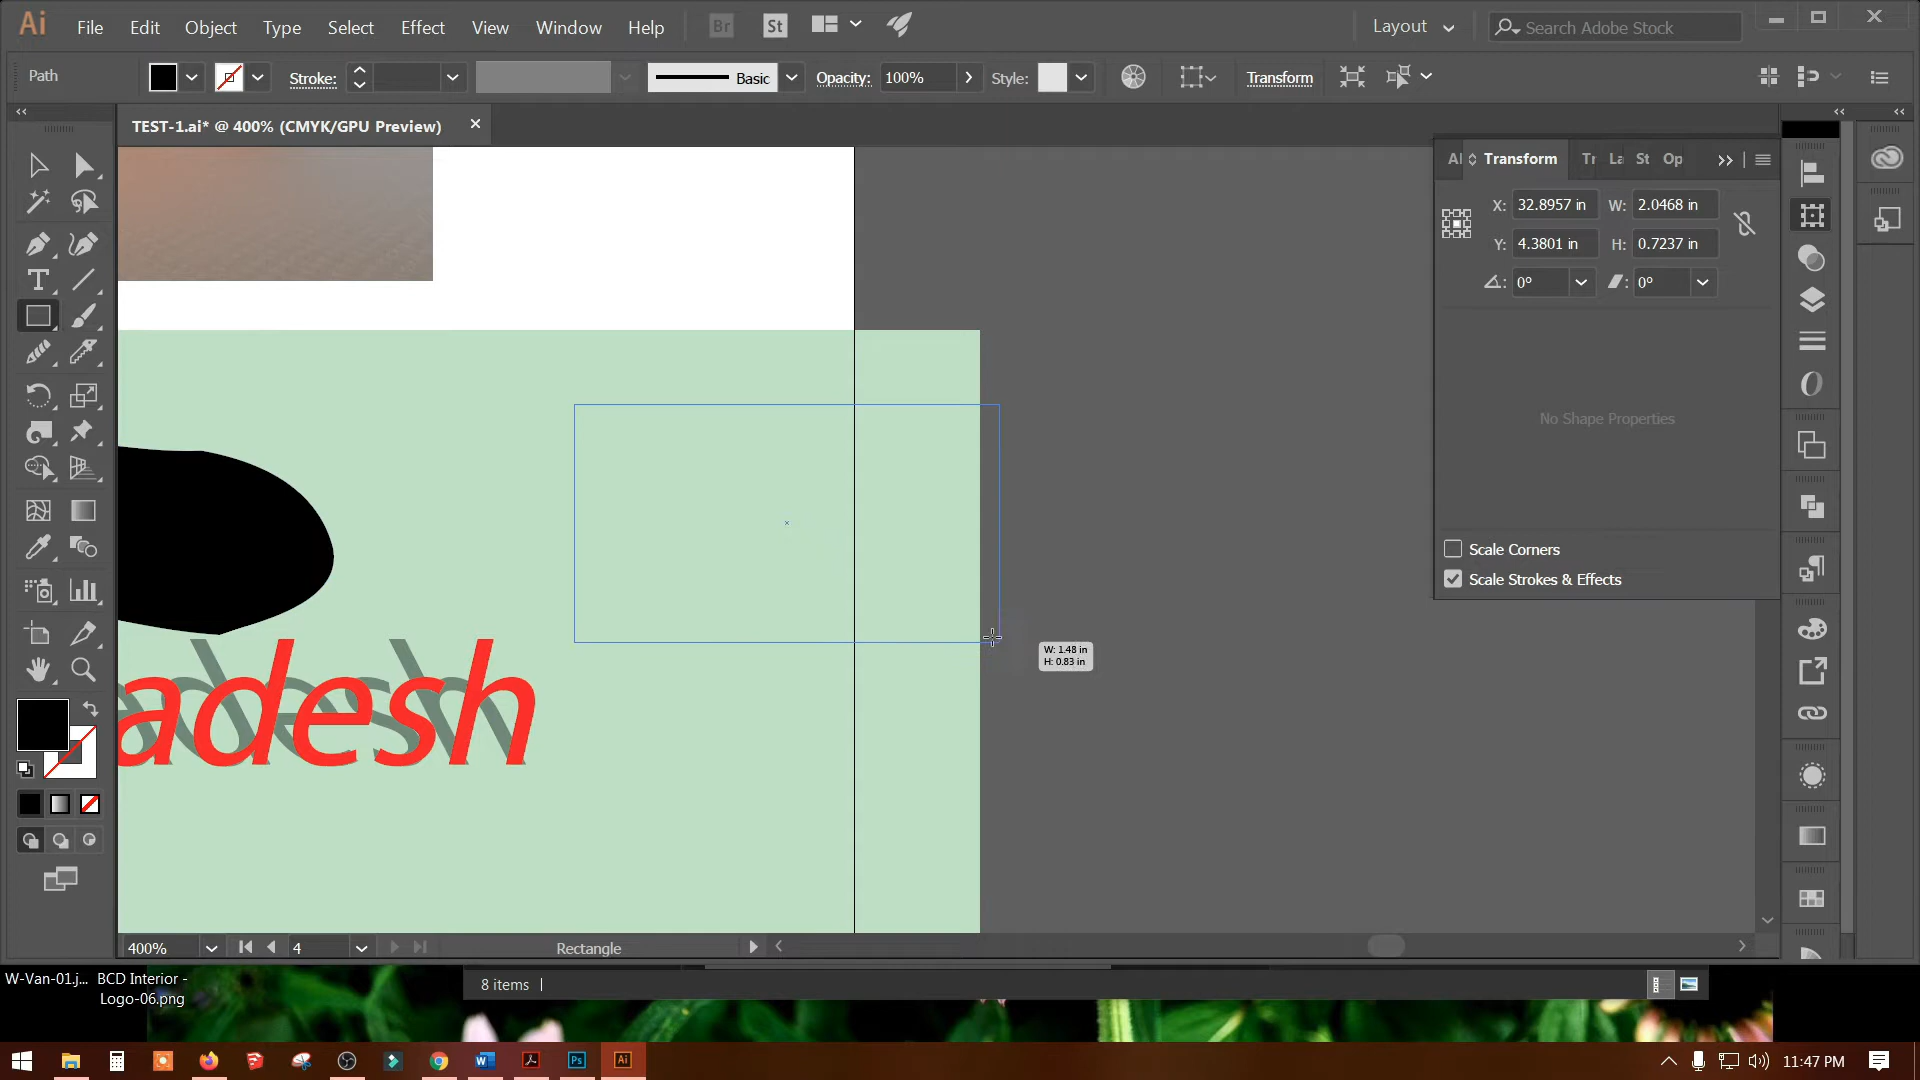 Ai File Edit Object Type Select Effect View Window Help Br St Layout Search Adobe Stock
Path Stroke: Basic Opacity: 100% Style: Transform
TEST-1.ai* @ 400% (CMYK/GPU Preview)
Al Transform Tr La St Op
X: 32.8957 in W: 2.0468 in
Y: 4.3801 in H: 0.7237 in
0° 0°
No Shape Properties
Scale Corners
Scale Strokes & Effects
W: 1.48 in
H: 0.83 in
adesh
400% 4 Rectangle
W-Van-01.j... BCD Interior -
Logo-06.png
8 items
W Ps Ai 11:47 PM